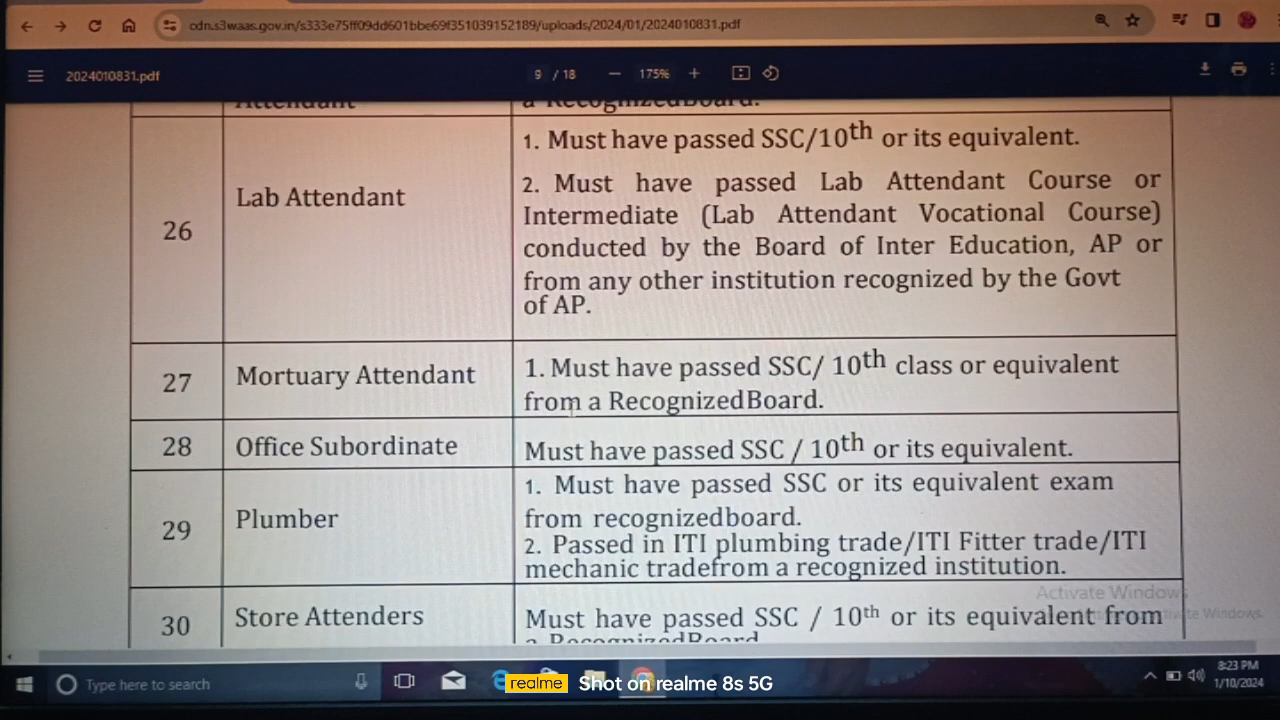 odn.s3waas.gov.in/s333e75ff09dd601bbe69f351039152189/uploads/2024/01/2024010831.pdf
2024010831.pdf
9 / 18
175%
Attendant
a RecognizedBoard.
26
Lab Attendant
1. Must have passed SSC/10th or its equivalent.
2. Must have passed Lab Attendant Course or
Intermediate (Lab Attendant Vocational Course)
conducted by the Board of Inter Education, AP or
from any other institution recognized by the Govt
of AP.
27
Mortuary Attendant
1. Must have passed SSC/ 10th class or equivalent
from a RecognizedBoard.
28
Office Subordinate
Must have passed SSC / 10th or its equivalent.
29
Plumber
1. Must have passed SSC or its equivalent exam
from recognizedboard.
2. Passed in ITI plumbing trade/ITI Fitter trade/ITI
mechanic tradefrom a recognized institution.
30
Store Attenders
Must have passed SSC / 10th or its equivalent from
a RecognizedBoard
Activate Windows
Windows.
Type here to search
8:23 PM
1/10/2024
realme Shot on realme 8s 5G